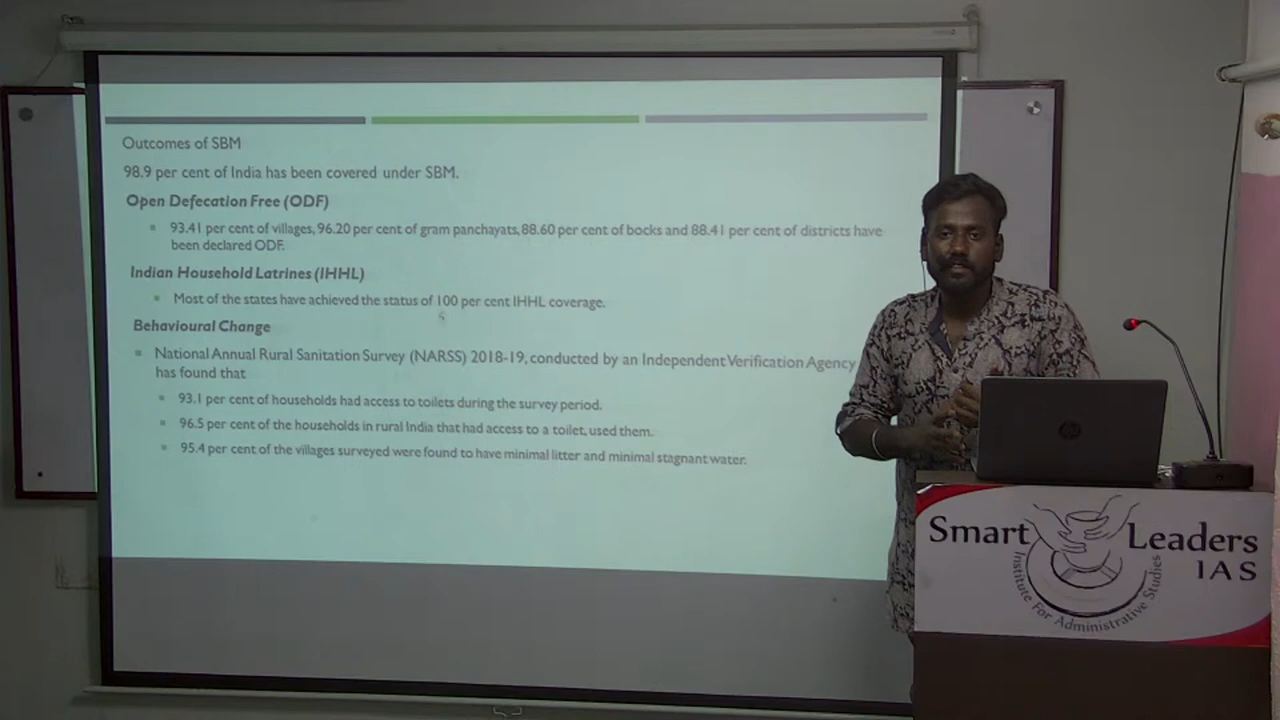 Outcomes of SBM
98.9 per cent of India has been covered under SBM.
Open Defecation Free (ODF)
93.41 per cent of villages, 96.20 per cent of gram panchayats, 88.60 per cent of bocks and 88.41 per cent of districts have
been declared ODF.
Indian Household Latrines (IHHL)
Most of the states have achieved the status of 100 per cent IHHL coverage.
Behavioural Change
National Annual Rural Sanitation Survey (NARSS) 2018-19, conducted by an Independent Verification Agency
has found that
93.1 per cent of households had access to toilets during the survey period.
96.5 per cent of the households in rural India that had access to a toilet, used them.
95.4 per cent of the villages surveyed were found to have minimal litter and minimal stagnant water.
hp
Smart Leaders
IAS
Institute For Administrative Studies